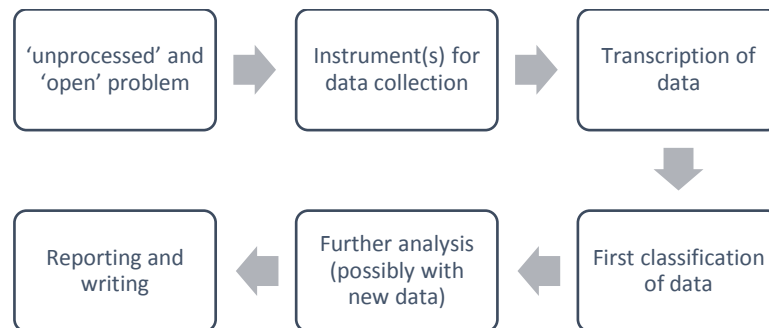 ‘unprocessed’ and
‘open’ problem
Instrument(s) for
data collection
Transcription of
data
First classification
of data
Further analysis
(possibly with
new data)
Reporting and
writing